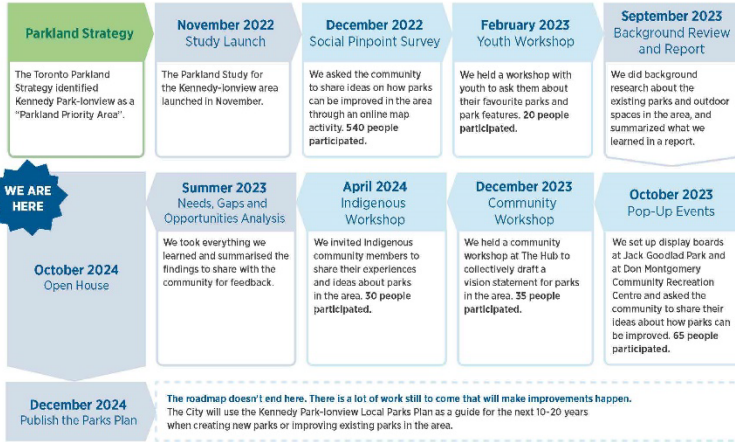 Parkland Strategy
The Toronto Parkland
Strategy identified
Kennedy Park-Ionview as a
“Parkland Priority Area”.
November 2022
Study Launch
The Parkland Study for
the Kennedy-Ionview area
launched in November.
December 2022
Social Pinpoint Survey
We asked the community
to share ideas on how parks
can be improved in the area
through an online map
activity. 540 people
participated.
February 2023
Youth Workshop
We held a workshop with
youth to ask them about
their favourite parks and
park features. 20 people
participated.
September 2023
Background Review
and Report
We did background
research about the
existing parks and outdoor
spaces in the area, and
summarized what we
learned in a report.
October 2023
Pop-Up Events
We set up display boards
at Jack Goodlad Park and
at Don Montgomery
Community Recreation
Centre and asked the
community to share their
ideas about how parks can
be improved. 65 people
participated.
December 2023
Community
Workshop
We held a community
workshop at The Hub to
collectively draft a
vision statement for parks
in the area. 35 people
participated.
April 2024
Indigenous
Workshop
We invited Indigenous
community members to
share their experiences
and ideas about parks
in the area. 30 people
participated.
Summer 2023
Needs, Gaps and
Opportunities Analysis
We took everything we
learned and summarised the
findings to share with the
community for feedback.
WE ARE
HERE
October 2024
Open House
December 2024
Publish the Parks Plan
The roadmap doesn't end here. There is a lot of work still to come that will make improvements happen.
The City will use the Kennedy Park-Ionview Local Parks Plan as a guide for the next 10-20 years
when creating new parks or improving existing parks in the area.